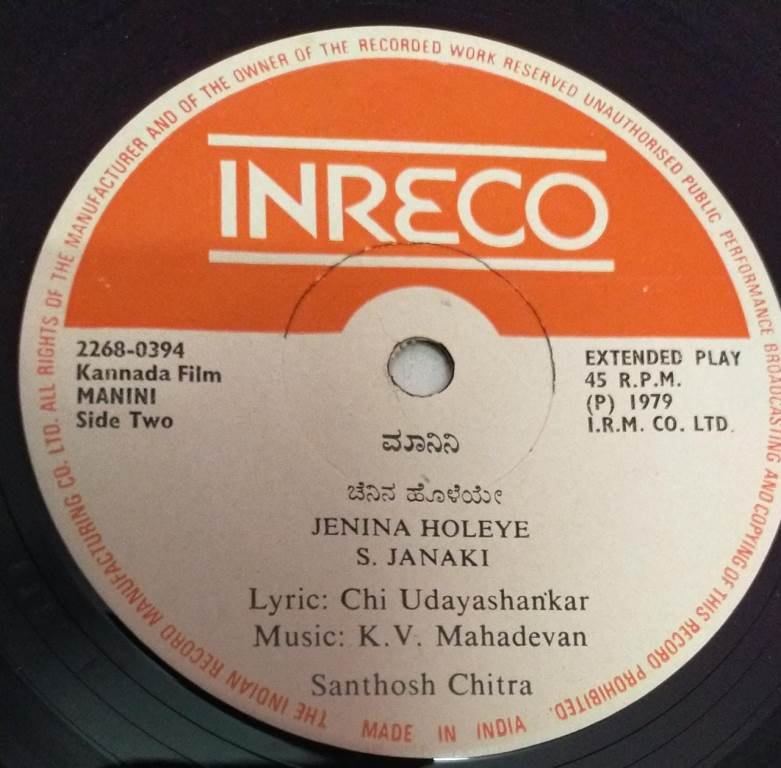 THE INDIAN RECORD MANUFACTURING CO. LTD. ALL RIGHTS OF THE MANUFACTURER AND OF THE OWNER OF THE RECORDED WORK RESERVED UNAUTHORISED PUBLIC PERFORMANCE BROADCASTING AND COPYING OF THIS RECORD PROHIBITED.
INRECO
2268-0394
Kannada Film
MANINI
Side Two
EXTENDED PLAY
45 R.P.M.
(P) 1979
I.R.M. CO. LTD.
ಮಾನಿನಿ
ಚೆನಿನ ಹೊಳೆಯೇ
JENINA HOLEYE
S. JANAKI
Lyric: Chi Udayashankar
Music: K.V. Mahadevan
Santhosh Chitra
MADE IN INDIA